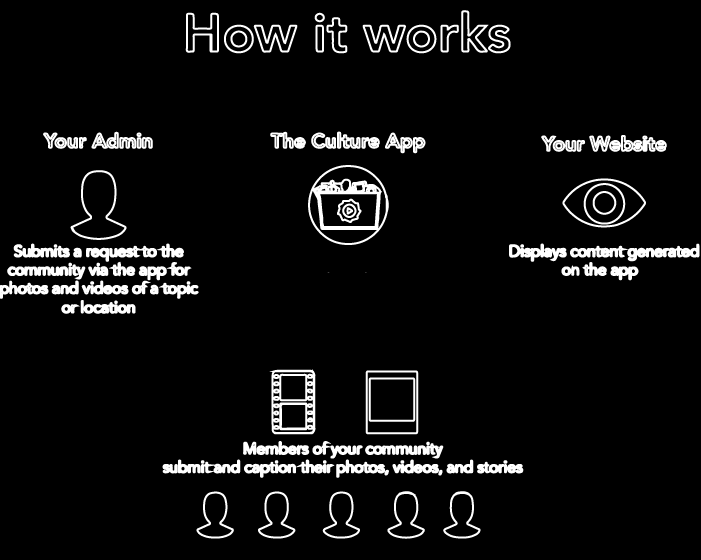 How it works
Your Admin
The Culture App
Your Website
Submits a request to the
community via the app for
photos and videos of a topic
or location
Displays content generated
on the app
Members of your community
submit and caption their photos, videos, and stories